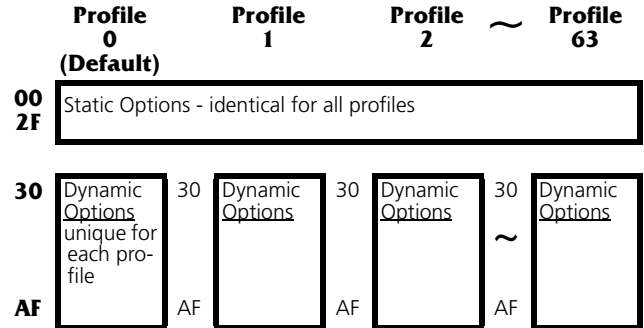 Profile Profile Profile ~ Profile
0 1 2 63
(Default)
00 Static Options - identical for all profiles
2F
30 Dynamic 30 Dynamic 30 Dynamic 30 Dynamic
Options Options Options Options
unique for ~
each pro-
file
AF AF AF AF